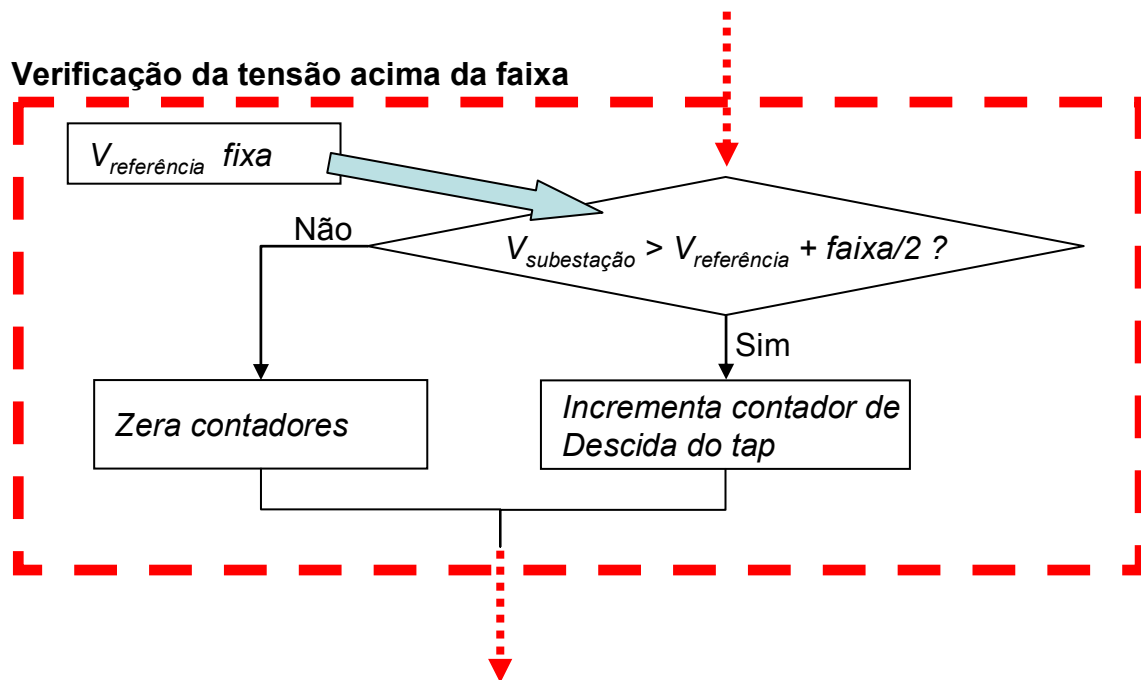 Verificação da tensão acima da faixa
Vreferência fixa
Não
Vsubestação > Vreferência + faixa/2 ?
Sim
Zera contadores
Incrementa contador de
Descida do tap